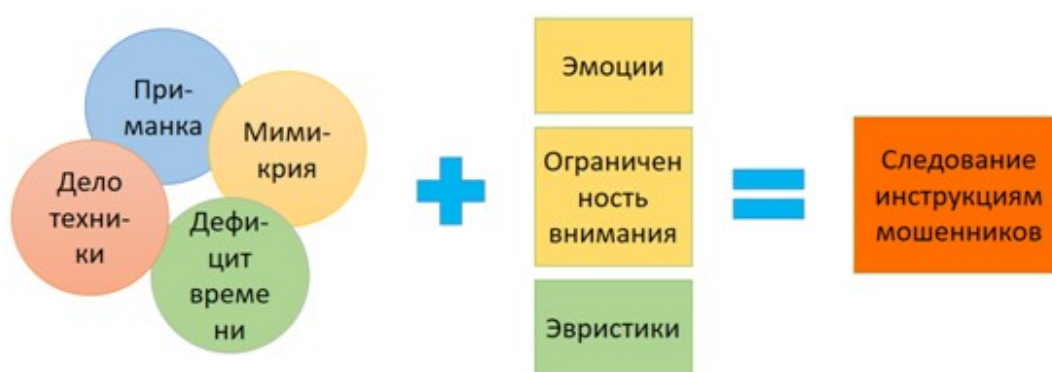 При-
манка
Мими-
крия
Дело
техни-
ки
Дефи-
цит
време
ни
Эмоции
Ограничен
ность
внимания
Эвристики
Следование
инструкциям
мошенников